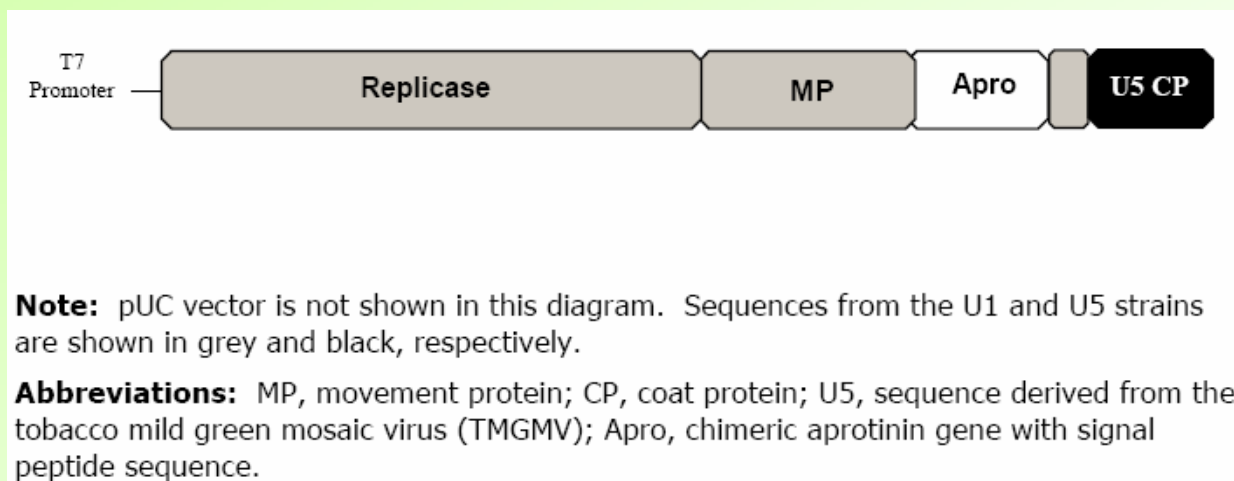 T7
Promoter
Replicase
MP
Apro
U5 CP
Note: pUC vector is not shown in this diagram. Sequences from the U1 and U5 strains
are shown in grey and black, respectively.
Abbreviations: MP, movement protein; CP, coat protein; U5, sequence derived from the
tobacco mild green mosaic virus (TMGMV); Apro, chimeric aprotinin gene with signal
peptide sequence.